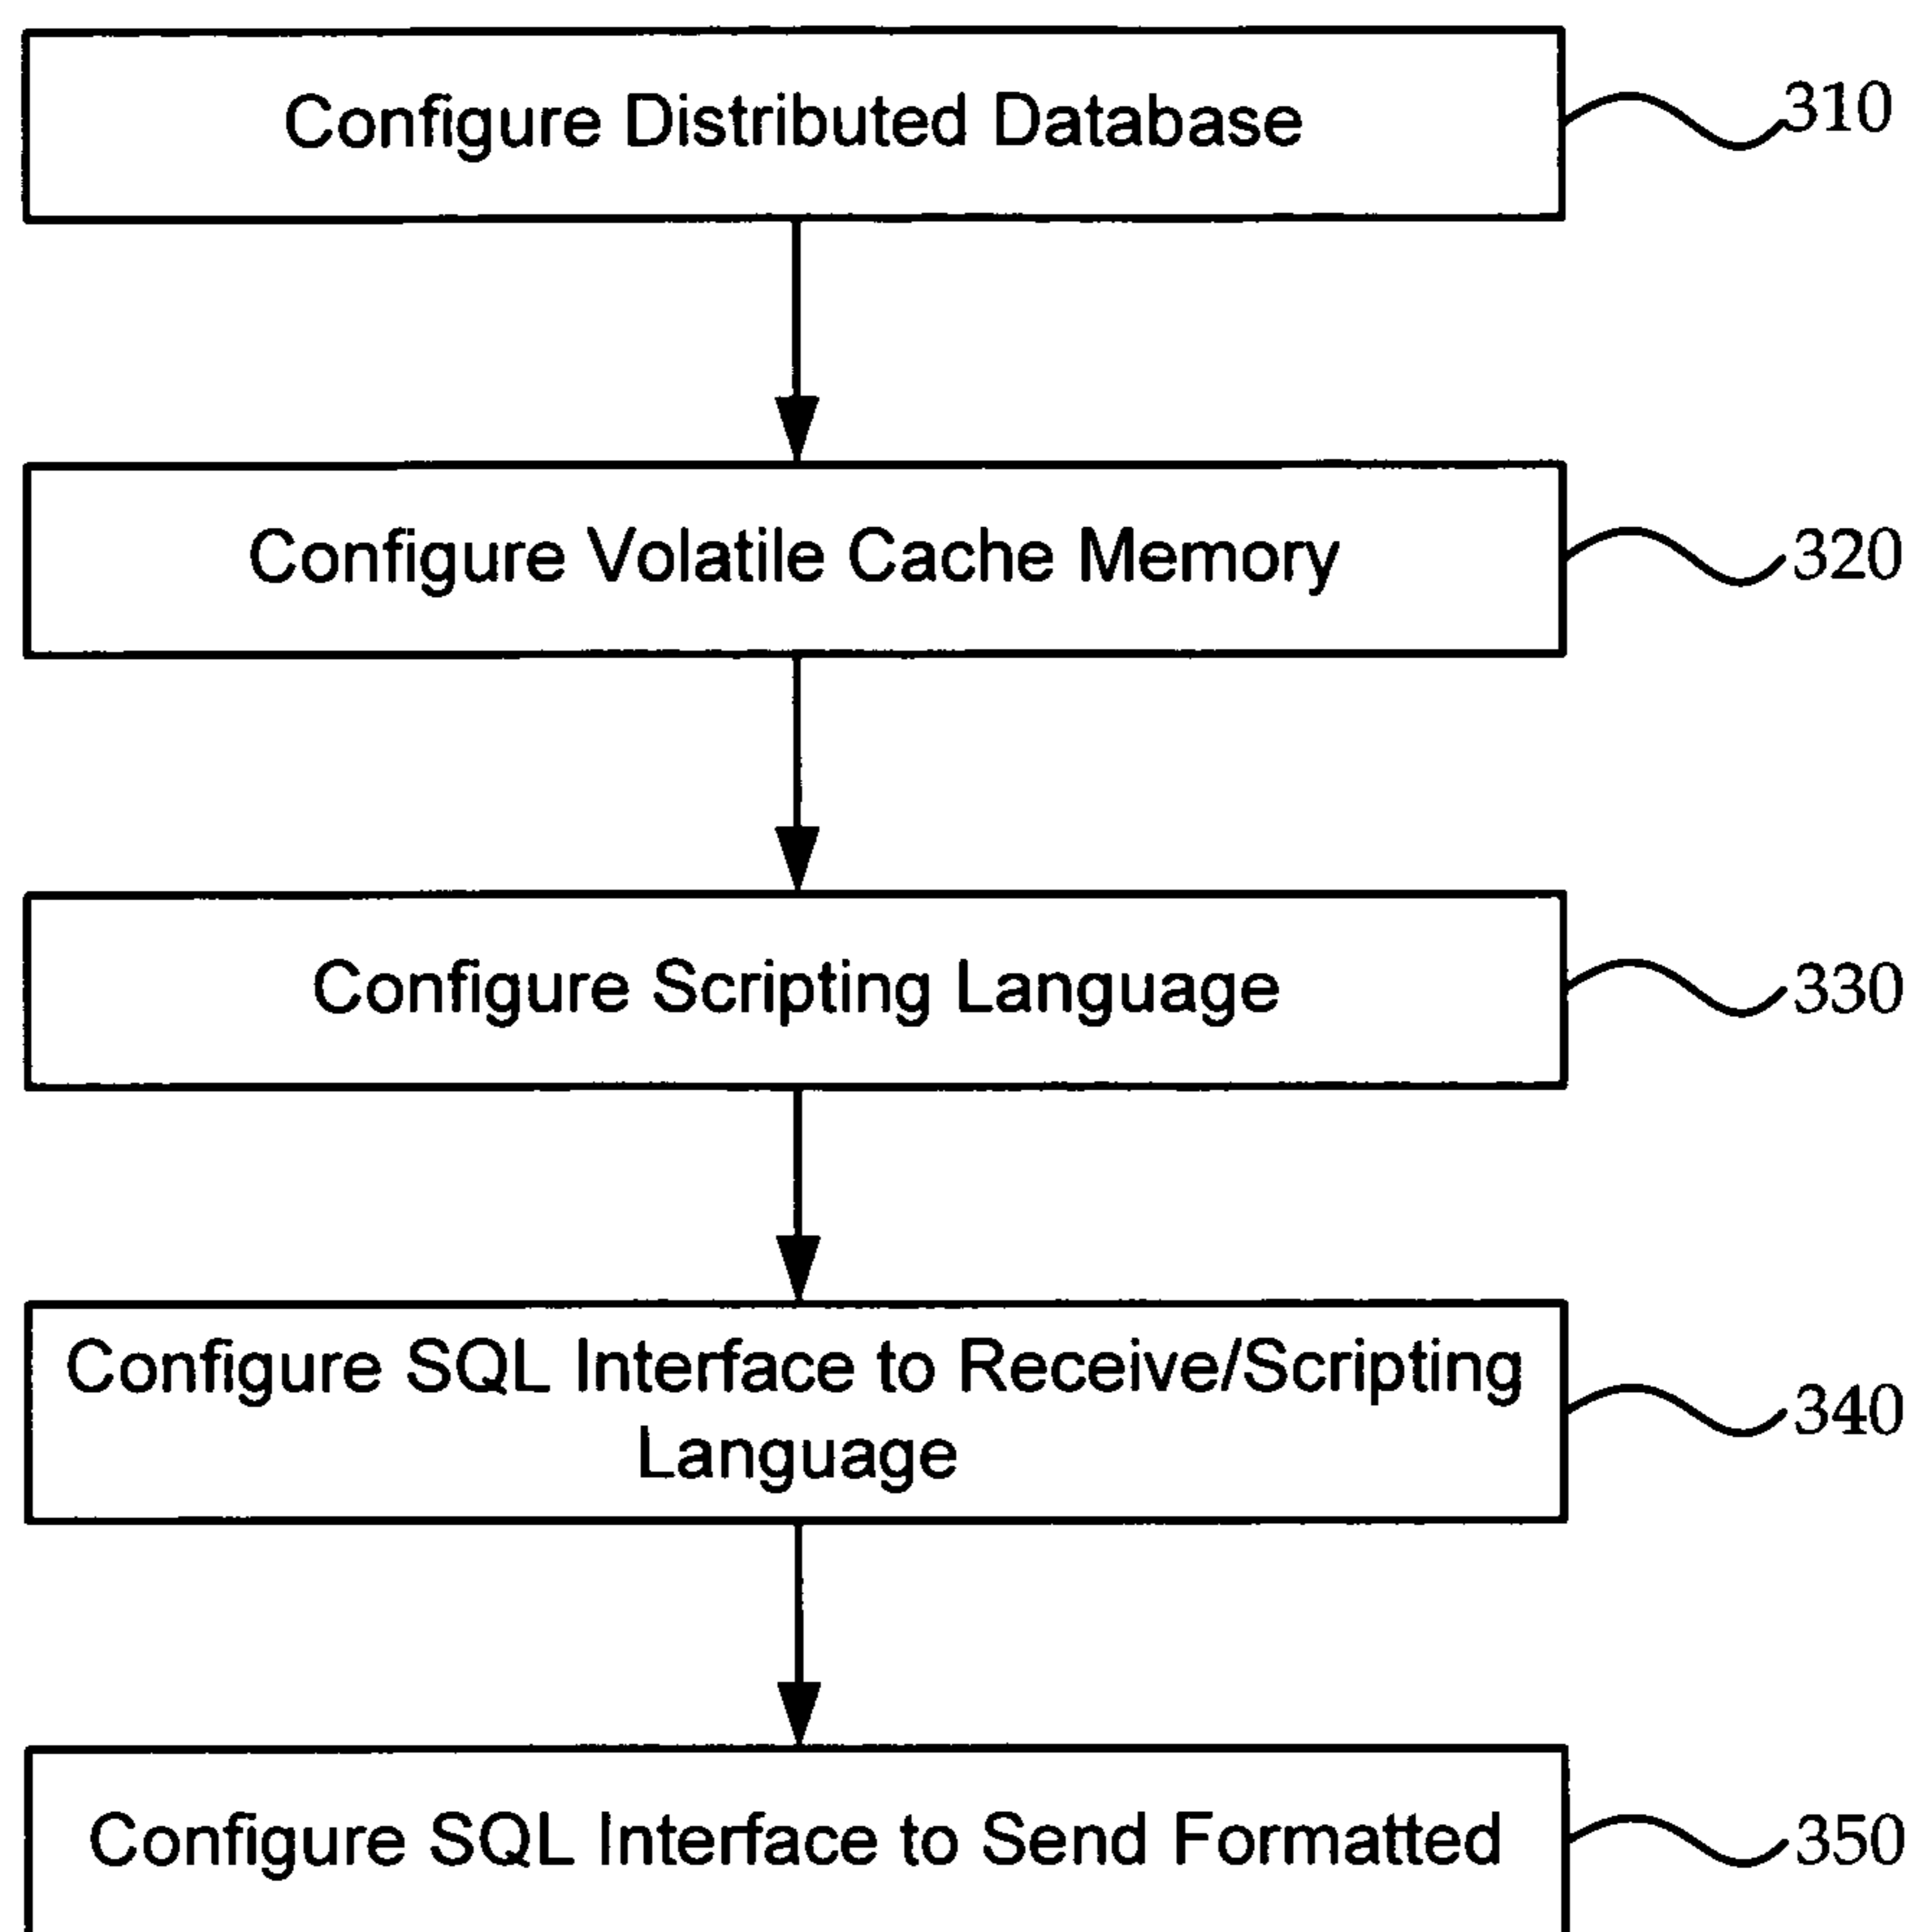 Configure Distributed Database
310
Configure Volatile Cache Memory
320
Configure Scripting Language
330
Configure SQL Interface to Receive/Scripting
Language
340
Configure SQL Interface to Send Formatted
350